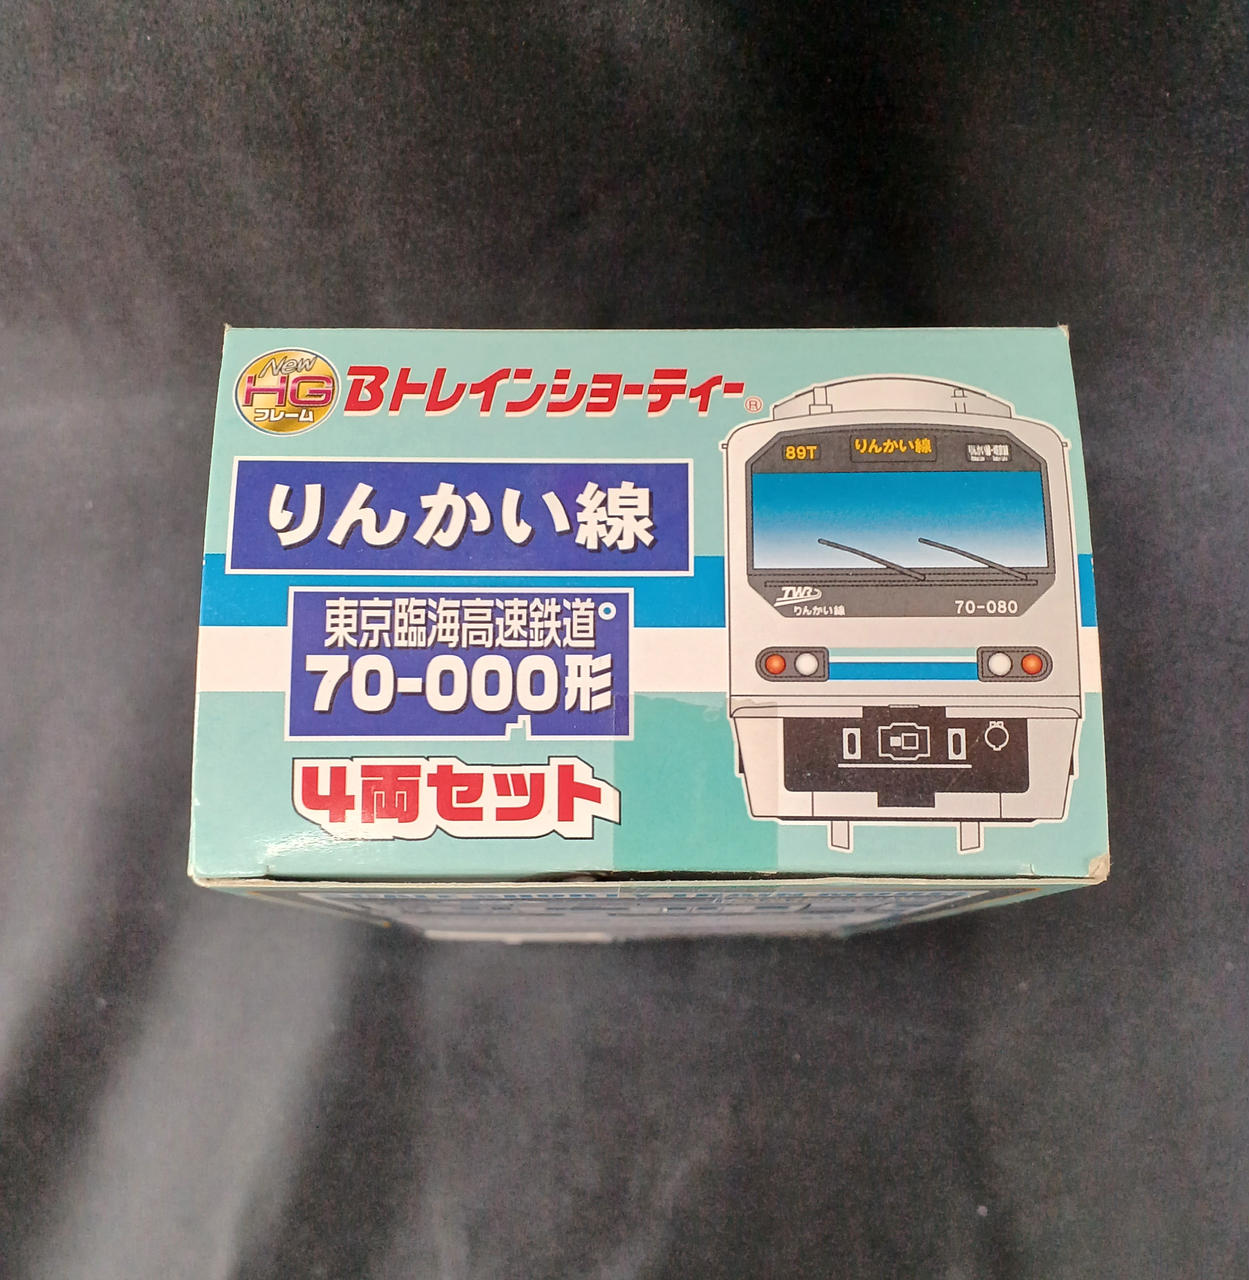 New
HG
フレーム
Bトレインショーティー®
りんかい線
東京臨海高速鉄道
70-000形
4両セット
89T
りんかい線
TWR
りんかい線
70-080